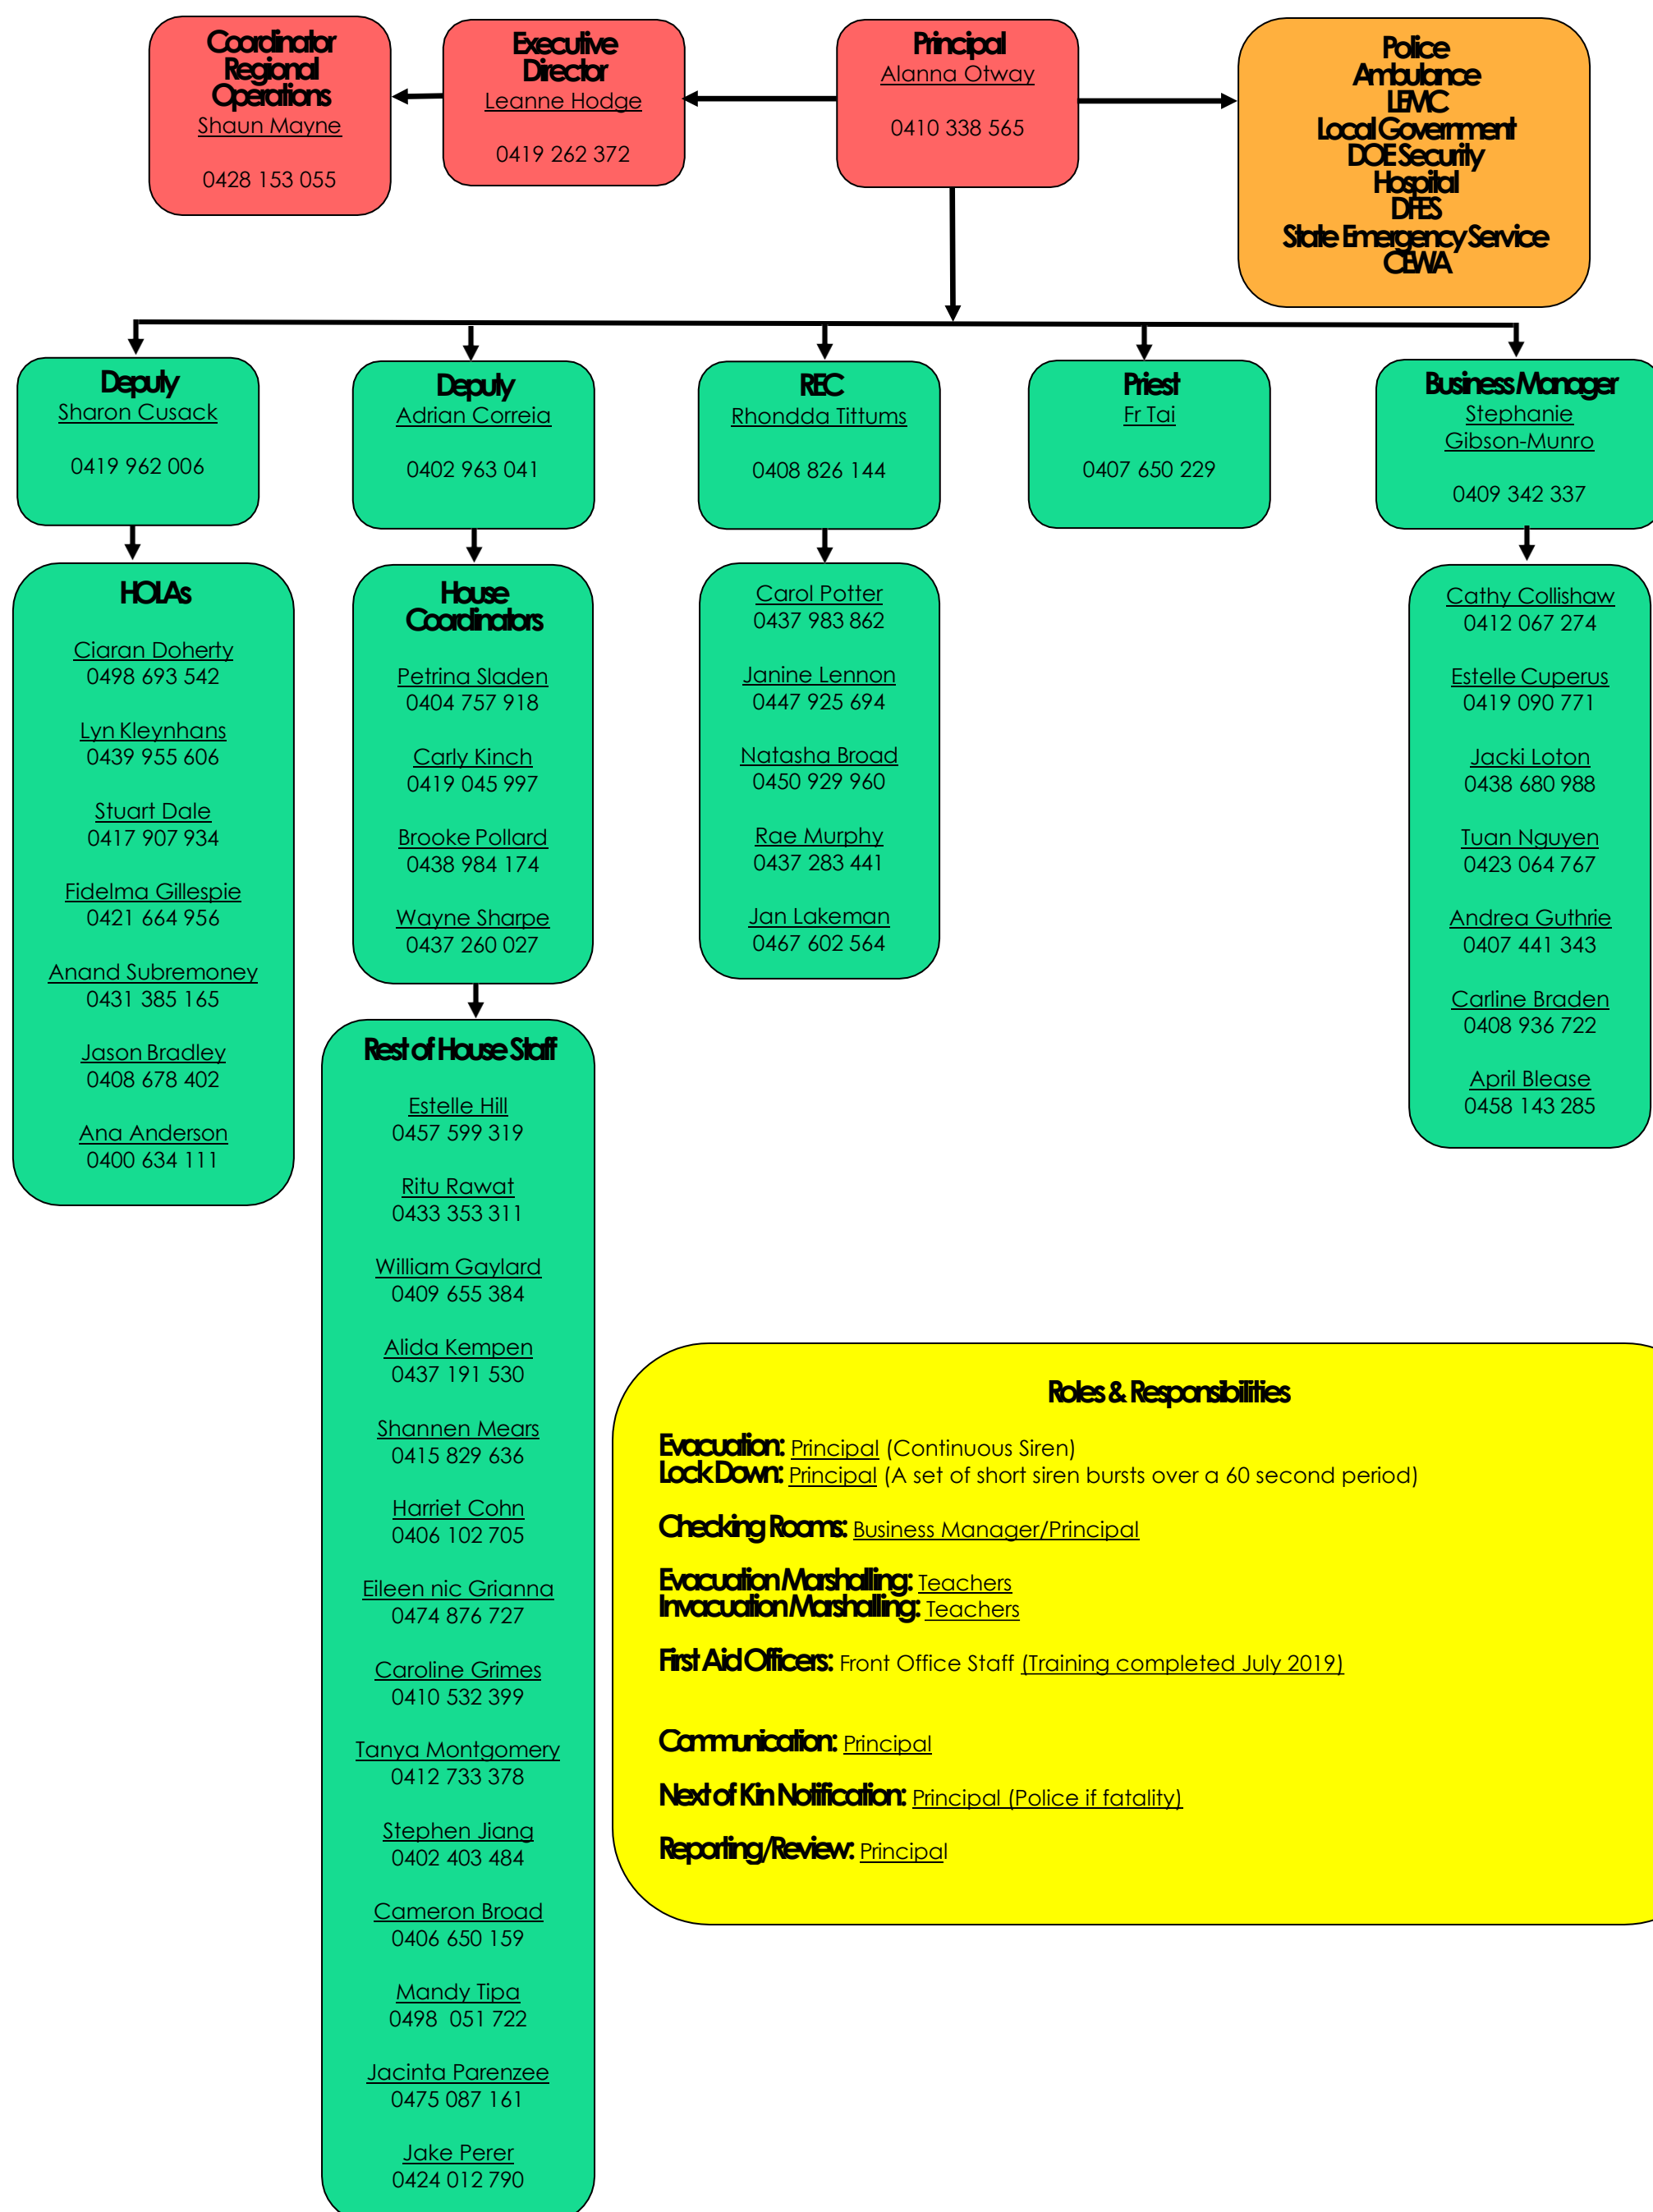 Coordinator
Regional
Operations
Shaun Mayne
0428 153 055
Executive
Director
Leanne Hodge
0419 262 372
Principal
Alanna Otway
0410 338 565
Police
Ambulance
LEMC
Local Government
DOE Security
Hospital
DFES
State Emergency Service
CEWA
Deputy
Sharon Cusack
0419 962 006
Deputy
Adrian Correia
0402 963 041
REC
Rhondda Tittums
0408 826 144
Priest
Fr Tai
0407 650 229
Business Manager
Stephanie
Gibson-Munro
0409 342 337
HOLAs
Ciaran Doherty
0498 693 542
Lyn Kleynhans
0439 955 606
Stuart Dale
0417 907 934
Fidelma Gillespie
0421 664 956
Anand Subremoney
0431 385 165
Jason Bradley
0408 678 402
Ana Anderson
0400 634 111
House
Coordinators
Petrina Sladen
0404 757 918
Carly Kinch
0419 045 997
Brooke Pollard
0438 984 174
Wayne Sharpe
0437 260 027
Carol Potter
0437 983 862
Janine Lennon
0447 925 694
Natasha Broad
0450 929 960
Rae Murphy
0437 283 441
Jan Lakeman
0467 602 564
Cathy Collishaw
0412 067 274
Estelle Cuperus
0419 090 771
Jacki Loton
0438 680 988
Tuan Nguyen
0423 064 767
Andrea Guthrie
0407 441 343
Carline Braden
0408 936 722
April Blease
0458 143 285
Rest of House Staff
Estelle Hill
0457 599 319
Ritu Rawat
0433 353 311
William Gaylard
0409 655 384
Alida Kempen
0437 191 530
Shannen Mears
0415 829 636
Harriet Cohn
0406 102 705
Eileen nic Grianna
0474 876 727
Caroline Grimes
0410 532 399
Tanya Montgomery
0412 733 378
Stephen Jiang
0402 403 484
Cameron Broad
0406 650 159
Mandy Tipa
0498  051 722
Jacinta Parenzee
0475 087 161
Jake Perer
0424 012 790
Roles & Responsibilities
Evacuation: Principal (Continuous Siren)
Lock Down: Principal (A set of short siren bursts over a 60 second period)
Checking Rooms: Business Manager/Principal
Evacuation Marshalling: Teachers
Invacuation Marshalling: Teachers
First Aid Officers: Front Office Staff (Training completed July 2019)
Communication: Principal
Next of Kin Notification: Principal (Police if fatality)
Reporting/Review: Principal